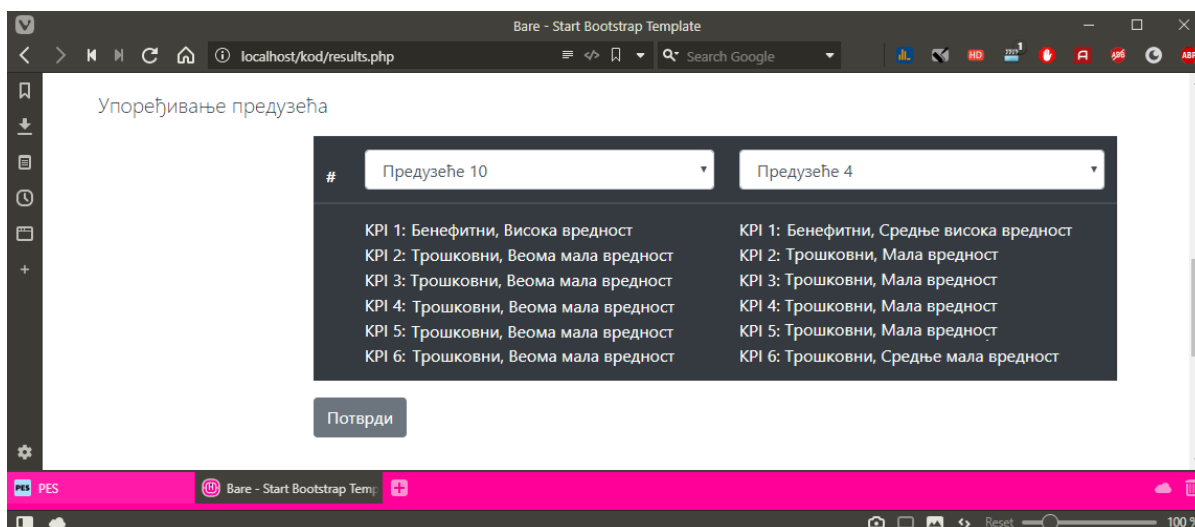 Bare - Start Bootstrap Template
localhost/kod/results.php
Search Google
Упоређивање предузећа
# Предузеће 10 Предузеће 4
KPI 1: Бенефитни, Висока вредност KPI 1: Бенефитни, Средње висока вредност
KPI 2: Трошковни, Веома мала вредност KPI 2: Трошковни, Мала вредност
KPI 3: Трошковни, Веома мала вредност KPI 3: Трошковни, Мала вредност
KPI 4: Трошковни, Веома мала вредност KPI 4: Трошковни, Мала вредност
KPI 5: Трошковни, Веома мала вредност KPI 5: Трошковни, Мала вредност
KPI 6: Трошковни, Веома мала вредност KPI 6: Трошковни, Средње мала вредност
Потврди
PES PES Bare - Start Bootstrap Temp
Reset 100 %